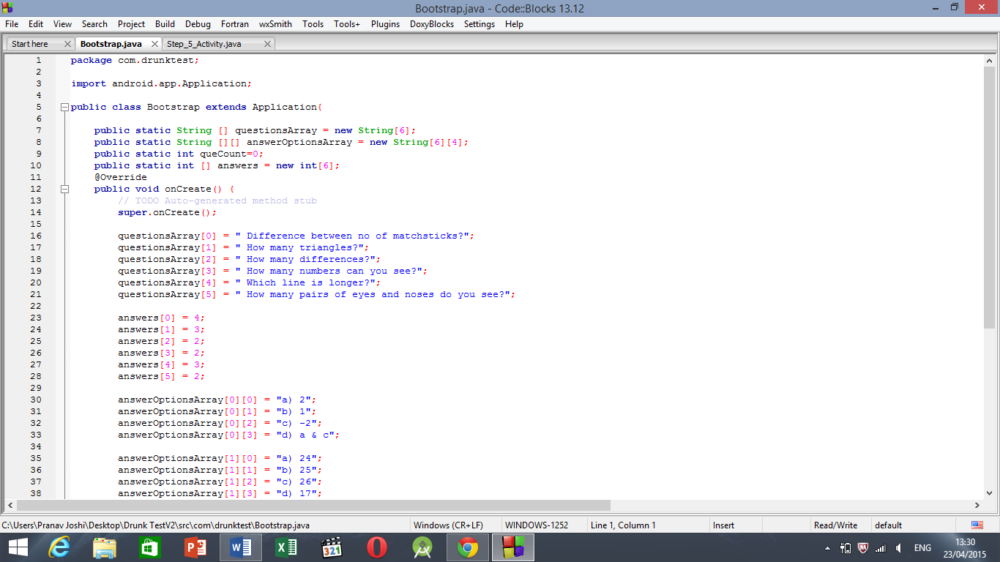 Bootstrap.java - Code::Blocks 13.12
File Edit View Search Project Build Debug Fortran wxSmith Tools Tools+ Plugins DoxyBlocks Settings Help
Start here Bootstrap.java Step_5_Activity.java
1 package com.drunktest;
2
3 import android.app.Application;
4
5 public class Bootstrap extends Application{
6
7 public static String [] questionsArray = new String[6];
8 public static String [][] answerOptionsArray = new String[6][4];
9 public static int queCount=0;
10 public static int [] answers = new int[6];
11 @Override
12 public void onCreate() {
13 // TODO Auto-generated method stub
14 super.onCreate();
15
16 questionsArray[0] = " Difference between no of matchsticks?";
17 questionsArray[1] = " How many triangles?";
18 questionsArray[2] = " How many differences?";
19 questionsArray[3] = " How many numbers can you see?";
20 questionsArray[4] = " Which line is longer?";
21 questionsArray[5] = " How many pairs of eyes and noses do you see?";
22
23 answers[0] = 4;
24 answers[1] = 3;
25 answers[2] = 2;
26 answers[3] = 2;
27 answers[4] = 3;
28 answers[5] = 2;
29
30 answerOptionsArray[0][0] = "a) 2";
31 answerOptionsArray[0][1] = "b) 1";
32 answerOptionsArray[0][2] = "c) -2";
33 answerOptionsArray[0][3] = "d) a & c";
34
35 answerOptionsArray[1][0] = "a) 24";
36 answerOptionsArray[1][1] = "b) 25";
37 answerOptionsArray[1][2] = "c) 26";
38 answerOptionsArray[1][3] = "d) 17";
C:\Users\Pranav Joshi\Desktop\Drunk TestV2\src\com\drunktest\Bootstrap.java Windows (CR+LF) WINDOWS-1252 Line 1, Column 1 Insert Read/Write default
321
ENG 13:30
23/04/2015